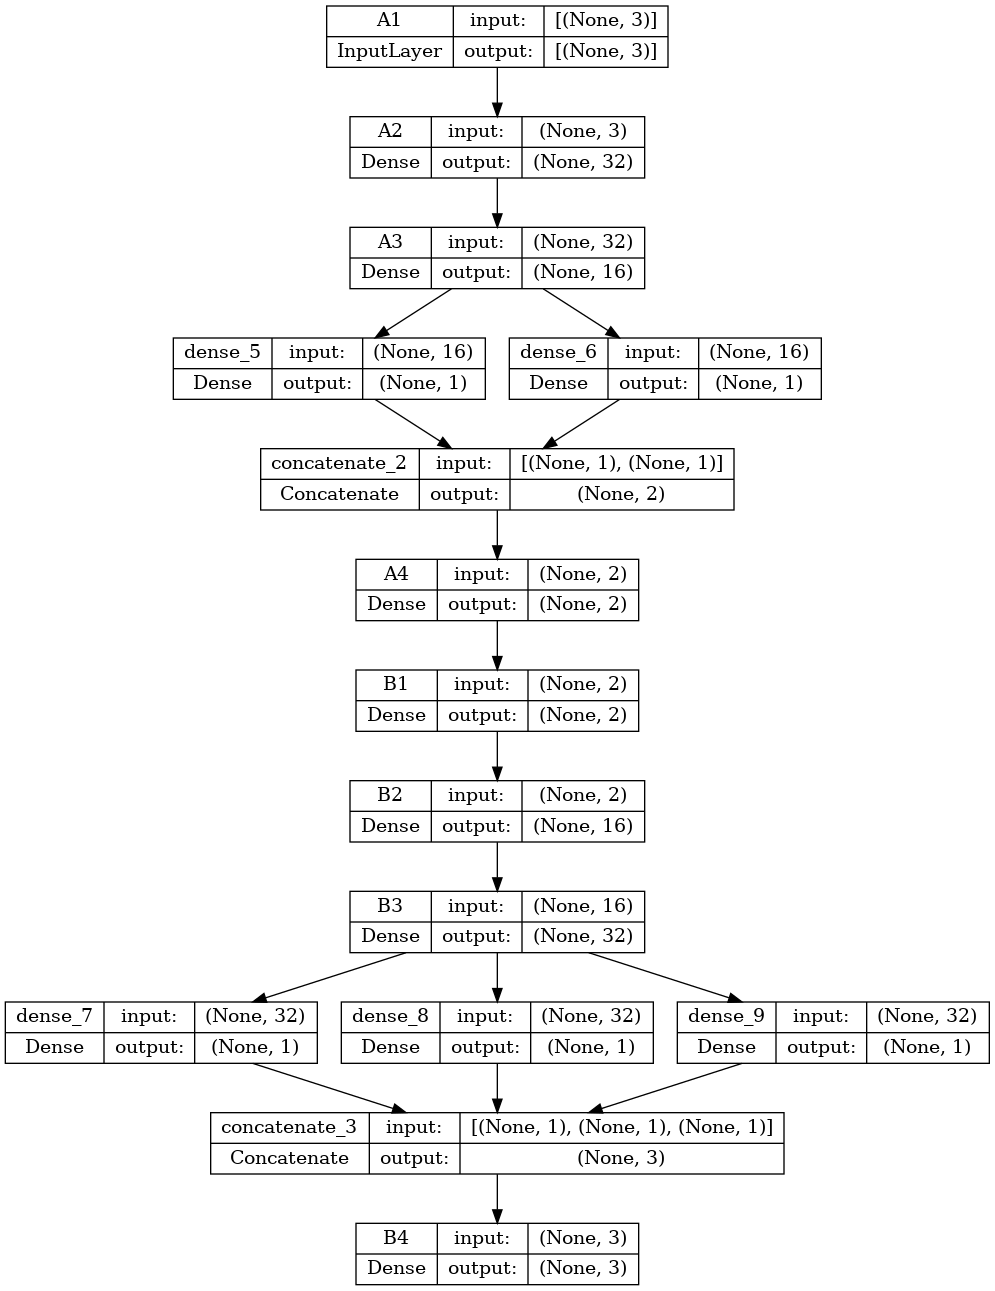 A1 input: [(None, 3)]
InputLayer output: [(None, 3)]
A2 input: (None, 3)
Dense output: (None, 32)
A3 input: (None, 32)
Dense output: (None, 16)
dense_5 input: (None, 16)
Dense output: (None, 1)
dense_6 input: (None, 16)
Dense output: (None, 1)
concatenate_2 input: [(None, 1), (None, 1)]
Concatenate output: (None, 2)
A4 input: (None, 2)
Dense output: (None, 2)
B1 input: (None, 2)
Dense output: (None, 2)
B2 input: (None, 2)
Dense output: (None, 16)
B3 input: (None, 16)
Dense output: (None, 32)
dense_7 input: (None, 32)
Dense output: (None, 1)
dense_8 input: (None, 32)
Dense output: (None, 1)
dense_9 input: (None, 32)
Dense output: (None, 1)
concatenate_3 input: [(None, 1), (None, 1), (None, 1)]
Concatenate output: (None, 3)
B4 input: (None, 3)
Dense output: (None, 3)